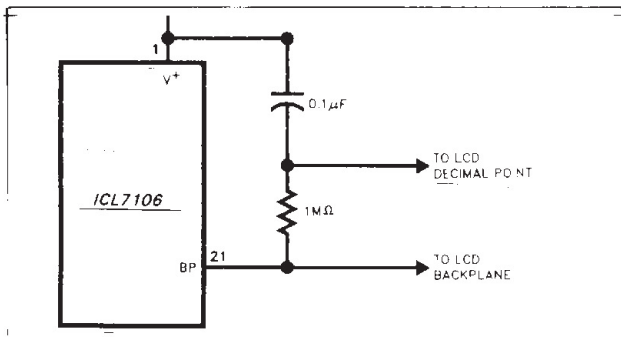 1
V+
0.1µF
TO LCD
DECIMAL POINT
ICL7106
1MΩ
21
BP
TO LCD
BACKPLANE